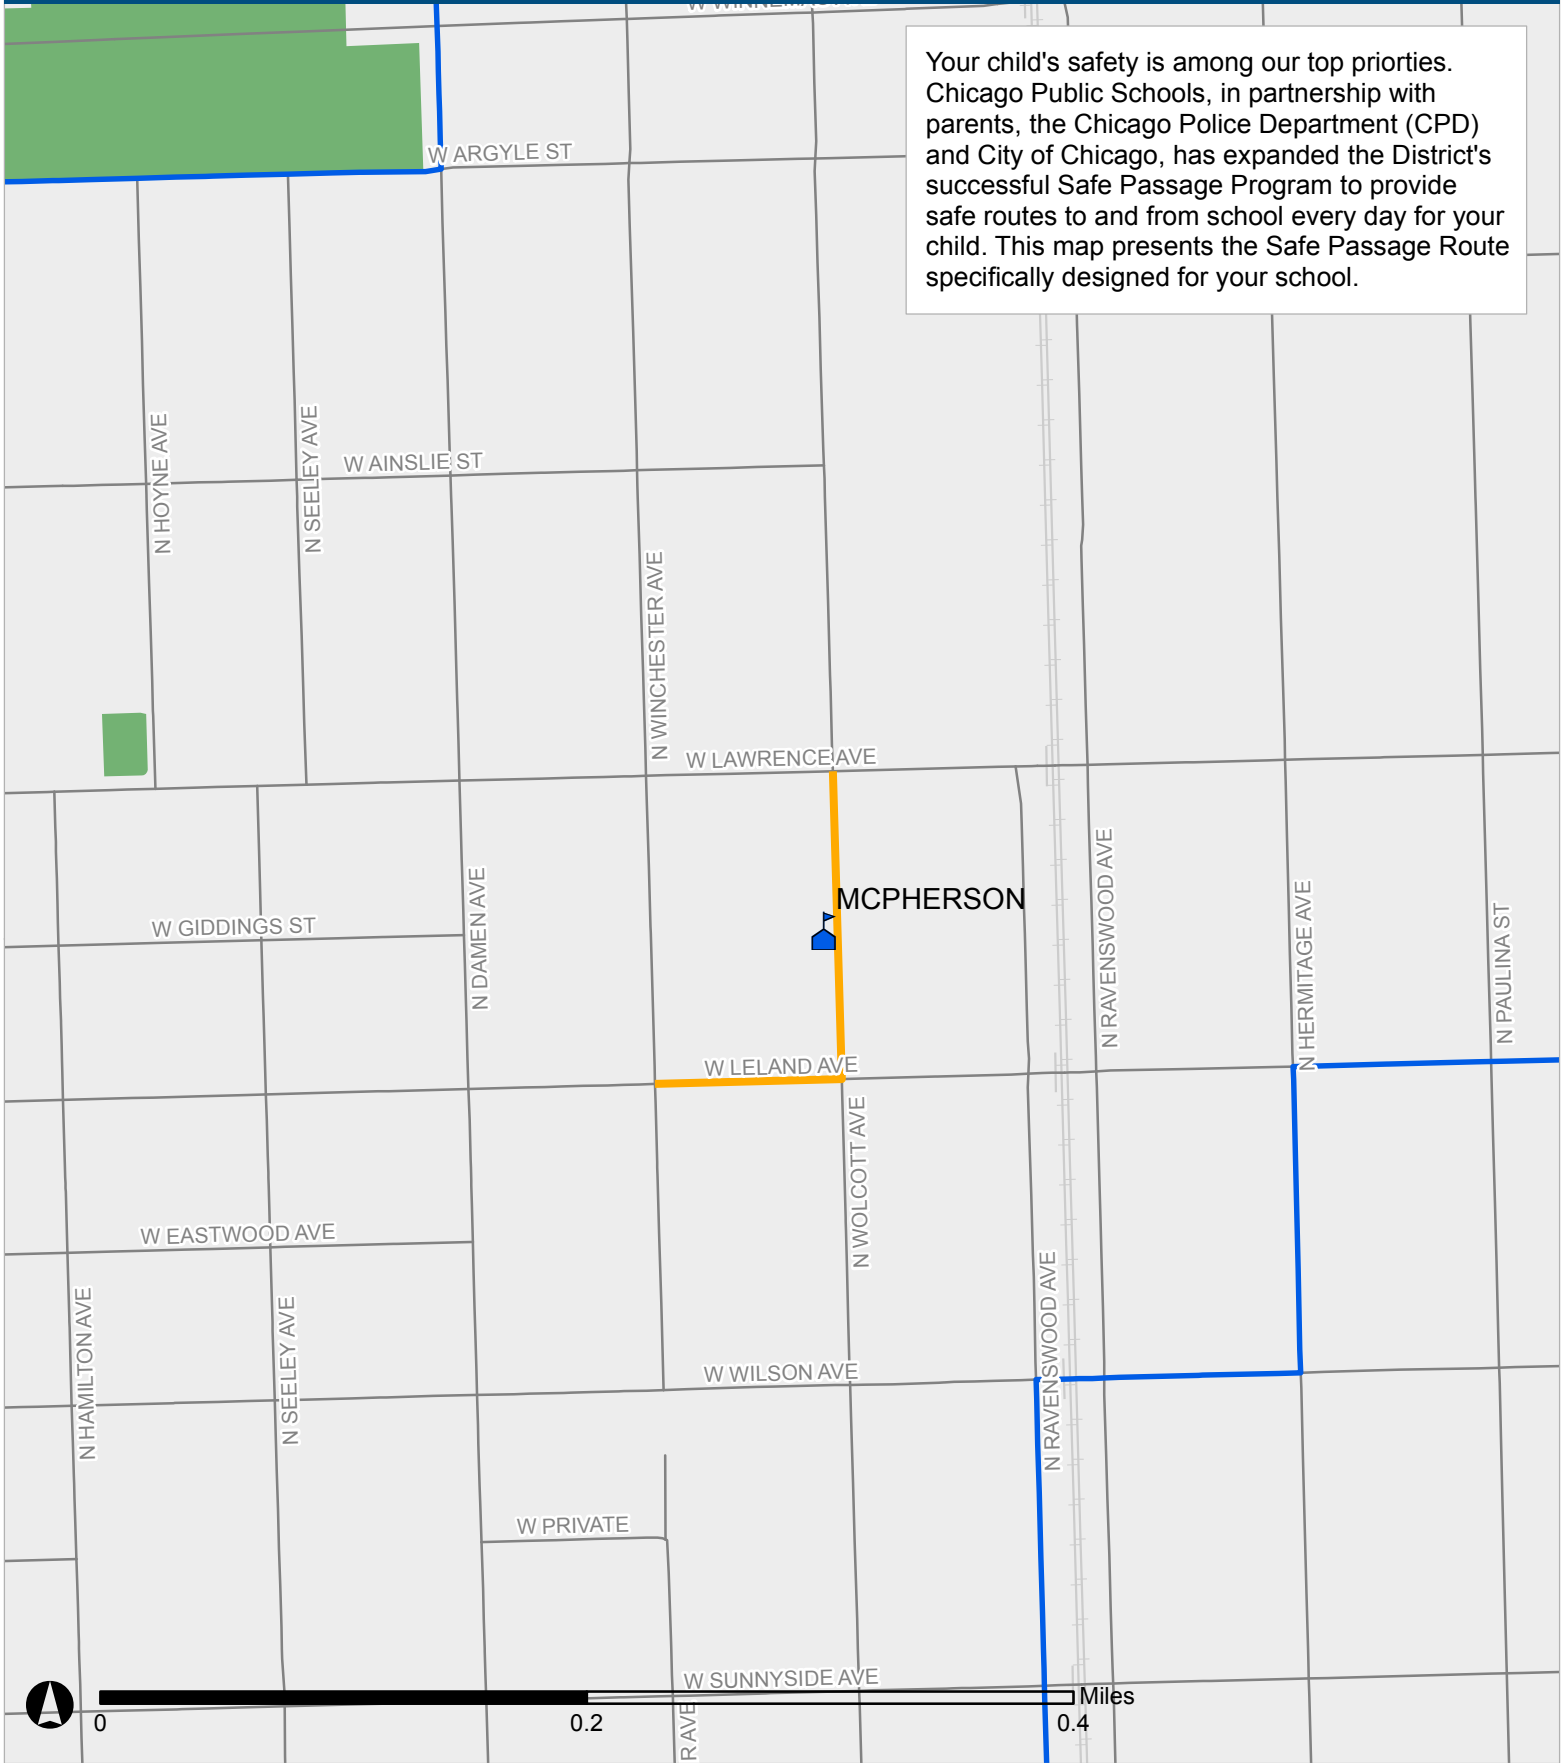 Your child's safety is among our top priorties.
Chicago Public Schools, in partnership with
parents, the Chicago Police Department (CPD)
and City of Chicago, has expanded the District's
successful Safe Passage Program to provide
safe routes to and from school every day for your
child. This map presents the Safe Passage Route
specifically designed for your school.
W ARGYLE ST
W AINSLIE ST
N HOYNE AVE
N SEELEY AVE
N WINCHESTER AVE
W LAWRENCE AVE
MCPHERSON
W GIDDINGS ST
N DAMEN AVE
N RAVENSWOOD AVE
N HERMITAGE AVE
N PAULINA ST
W LELAND AVE
N WOLCOTT AVE
W EASTWOOD AVE
N HAMILTON AVE
N SEELEY AVE
N RAVENSWOOD AVE
W WILSON AVE
W PRIVATE
W SUNNYSIDE AVE
R AVE
Miles
0
0.2
0.4